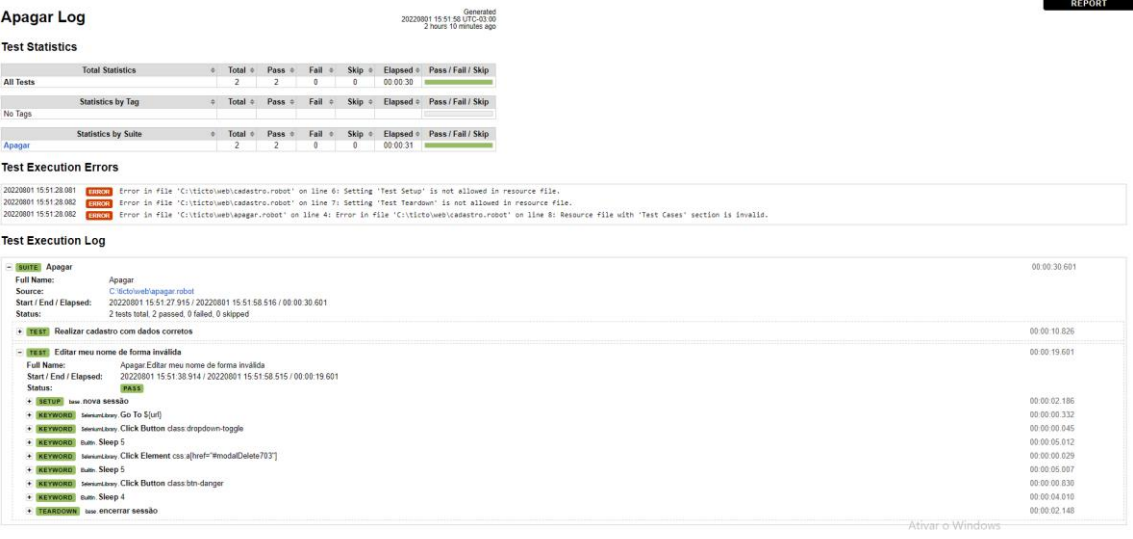 REPORT
Apagar Log
Generated
20220801 15:51:58 UTC-03:00
2 hours 10 minutes ago
Test Statistics
Total Statistics Total Pass Fail Skip Elapsed Pass / Fail / Skip
All Tests 2 2 0 0 00:00:30
Statistics by Tag Total Pass Fail Skip Elapsed Pass / Fail / Skip
No Tags
Statistics by Suite Total Pass Fail Skip Elapsed Pass / Fail / Skip
Apagar 2 2 0 0 00:00:31
Test Execution Errors
20220801 15:51:28.081 ERROR Error in file 'C:\ticto\web\cadastro.robot' on line 6: Setting 'Test Setup' is not allowed in resource file.
20220801 15:51:28.082 ERROR Error in file 'C:\ticto\web\cadastro.robot' on line 7: Setting 'Test Teardown' is not allowed in resource file.
20220801 15:51:28.082 ERROR Error in file 'C:\ticto\web\apagar.robot' on line 4: Error in file 'C:\ticto\web\cadastro.robot' on line 8: Resource file with 'Test Cases' section is invalid.
Test Execution Log
SUITE Apagar 00:00:30.601
Full Name: Apagar
Source: C:\ticto\web\apagar.robot
Start / End / Elapsed: 20220801 15:51:27.915 / 20220801 15:51:58.516 / 00:00:30.601
Status: 2 tests total, 2 passed, 0 failed, 0 skipped
+ TEST Realizar cadastro com dados corretos 00:00:10.826
- TEST Editar meu nome de forma inválida 00:00:19.601
Full Name: Apagar.Editar meu nome de forma inválida
Start / End / Elapsed: 20220801 15:51:38.914 / 20220801 15:51:58.515 / 00:00:19.601
Status: PASS
+ SETUP base.nova sessão 00:00:02.186
+ KEYWORD SeleniumLibrary.Go To ${url} 00:00:00.332
+ KEYWORD SeleniumLibrary.Click Button class:dropdown-toggle 00:00:00.045
+ KEYWORD BuiltIn.Sleep 5 00:00:05.012
+ KEYWORD SeleniumLibrary.Click Element css:a[href="#modalDelete703"] 00:00:00.029
+ KEYWORD BuiltIn.Sleep 5 00:00:05.007
+ KEYWORD SeleniumLibrary.Click Button class:btn-danger 00:00:00.830
+ KEYWORD BuiltIn.Sleep 4 00:00:04.010
+ TEARDOWN base.encerrar sessão 00:00:02.148
Ativar o Windows